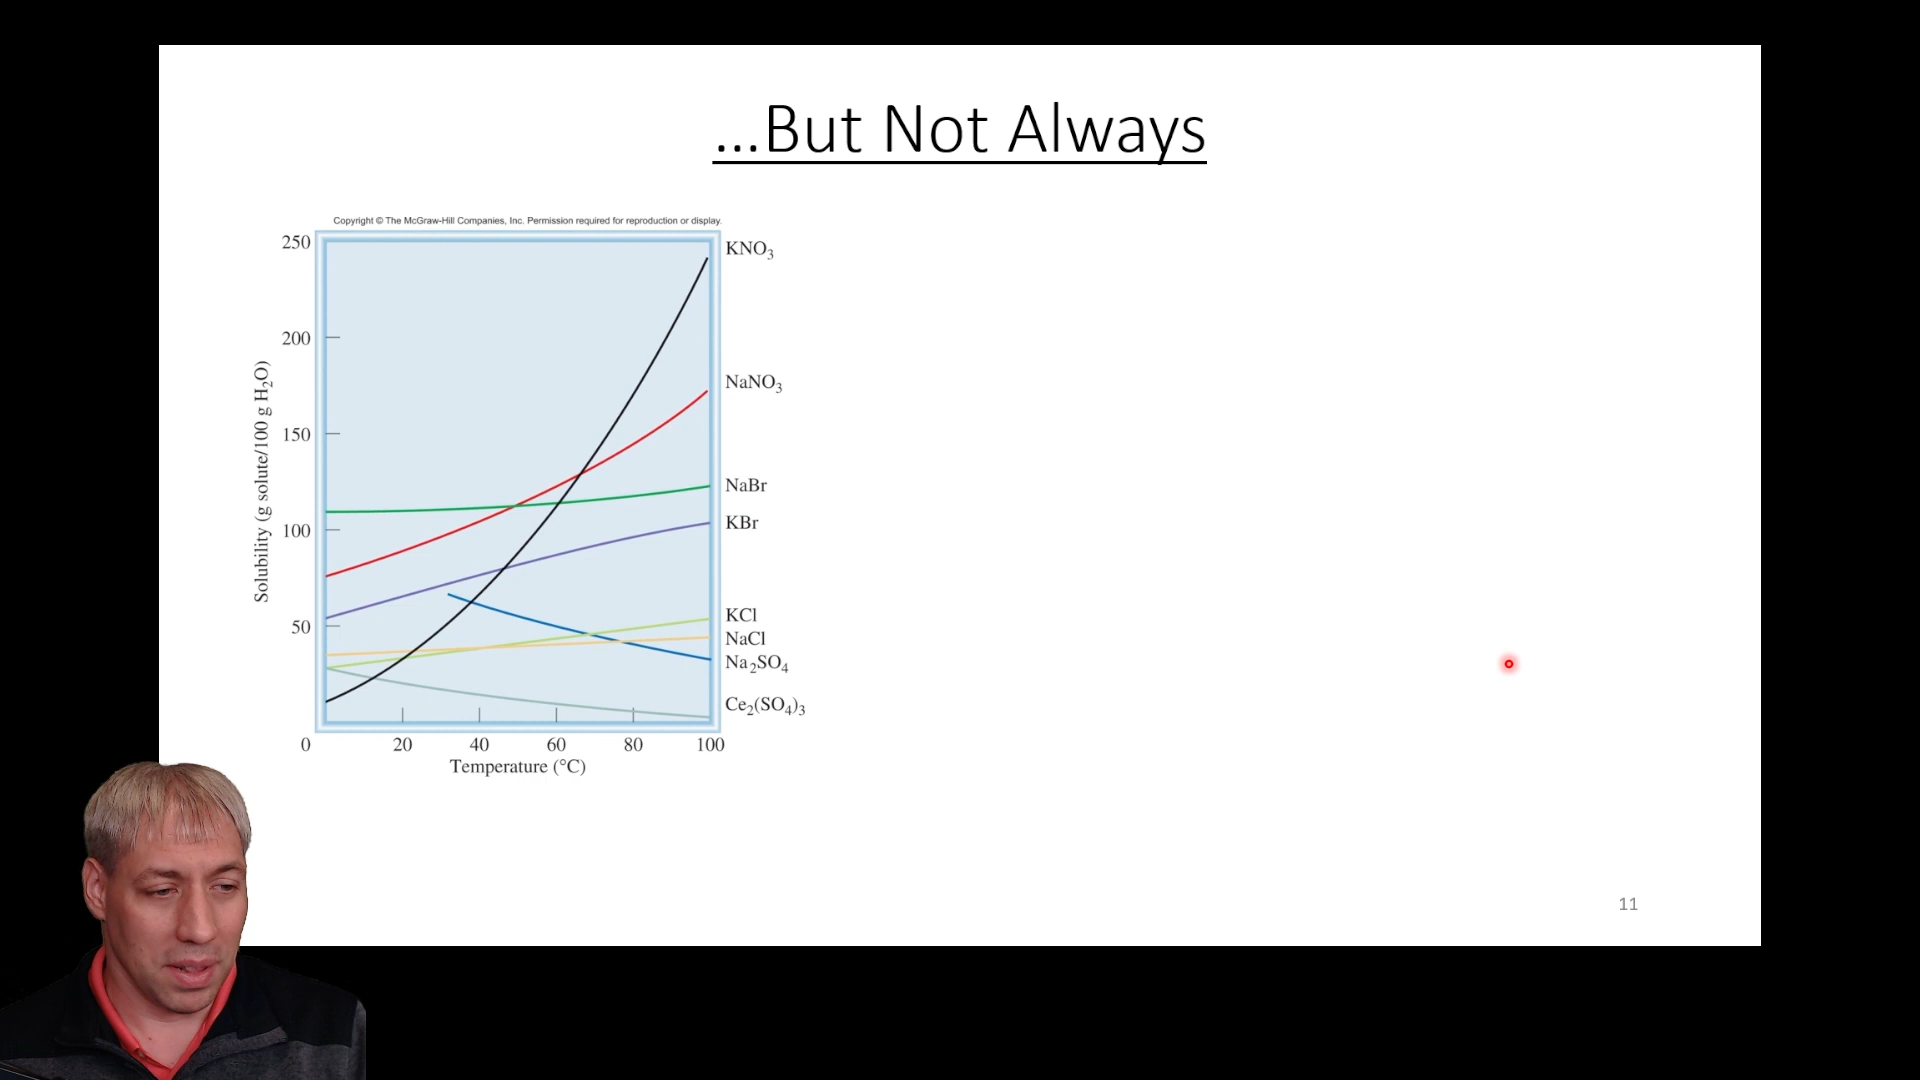 ...But Not Always
Copyright © The McGraw-Hill Companies, Inc. Permission required for reproduction or display.
250
200
150
100
50
0
20
40
60
80
100
Solubility (g solute/100 g H₂O)
Temperature (°C)
KNO₃
NaNO₃
NaBr
KBr
KCl
NaCl
Na₂SO₄
Ce₂(SO₄)₃
11